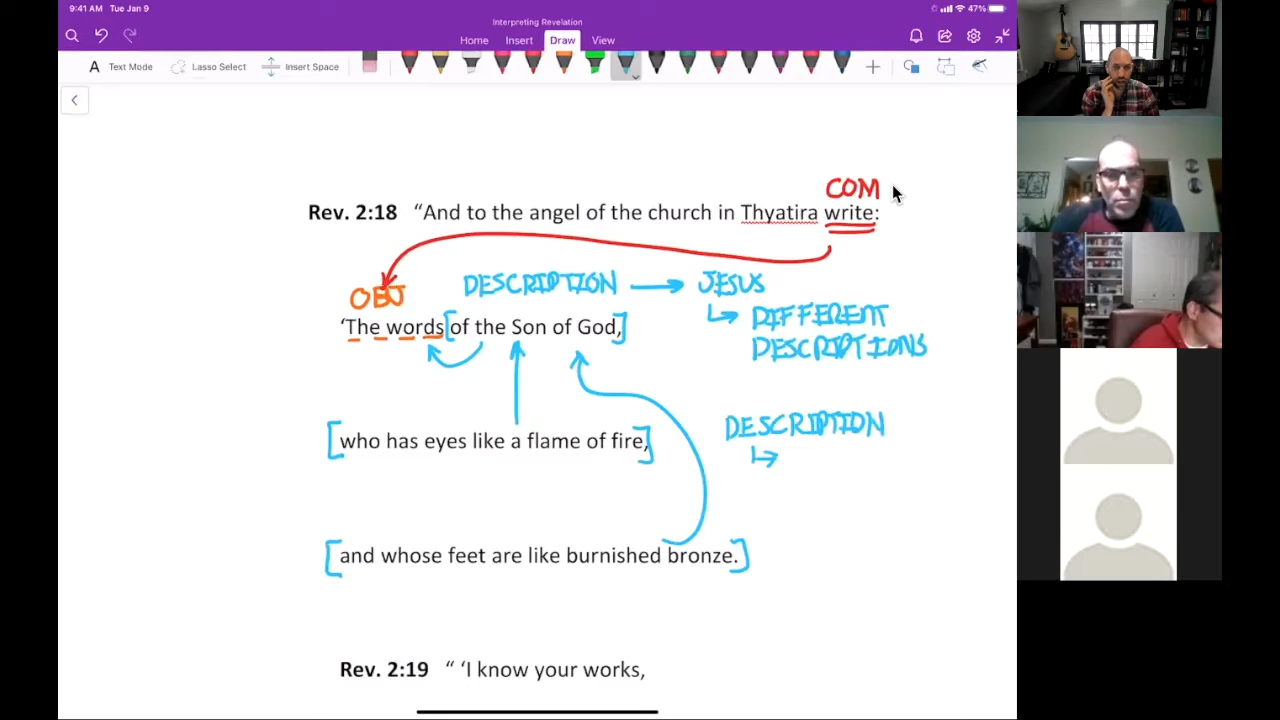 9:41 AM Tue Jan 9
47%
Interpreting Revelation
Home Insert Draw View
A Text Mode Lasso Select Insert Space
COM
Rev. 2:18 “And to the angel of the church in Thyatira write:
OBJ DESCRIPTION → JESUS
↳ DIFFERENT
DESCRIPTIONS
‘The words [of the Son of God,]
DESCRIPTION
↳
[who has eyes like a flame of fire,]
[and whose feet are like burnished bronze.]
Rev. 2:19 “ ‘I know your works,